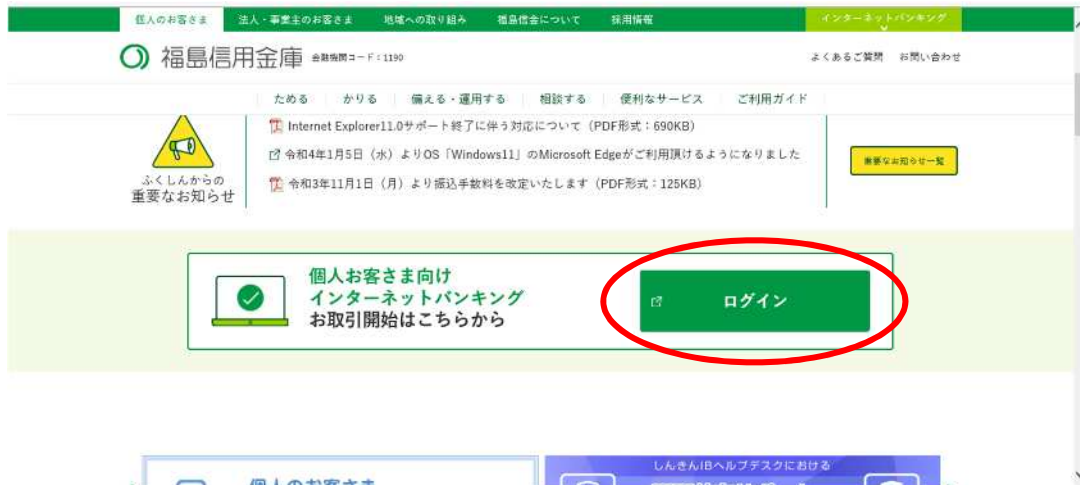 個人のお客さま 法人・事業主のお客さま 地域への取り組み 福島信金について 採用情報 インターネットバンキング
福島信用金庫 金融機関コード：1190 よくあるご質問 お問い合わせ
ためる かりる 備える・運用する 相談する 便利なサービス ご利用ガイド
Internet Explorer11.0サポート終了に伴う対応について（PDF形式：690KB）
令和4年1月5日（水）よりOS「Windows11」のMicrosoft Edgeがご利用頂けるようになりました
令和3年11月1日（月）より振込手数料を改定いたします（PDF形式：125KB）
ふくしんからの
重要なお知らせ
重要なお知らせ一覧
個人お客さま向け
インターネットバンキング
お取引開始はこちらから
ログイン
個人のお客さま
しんきんIBヘルプデスクにおける